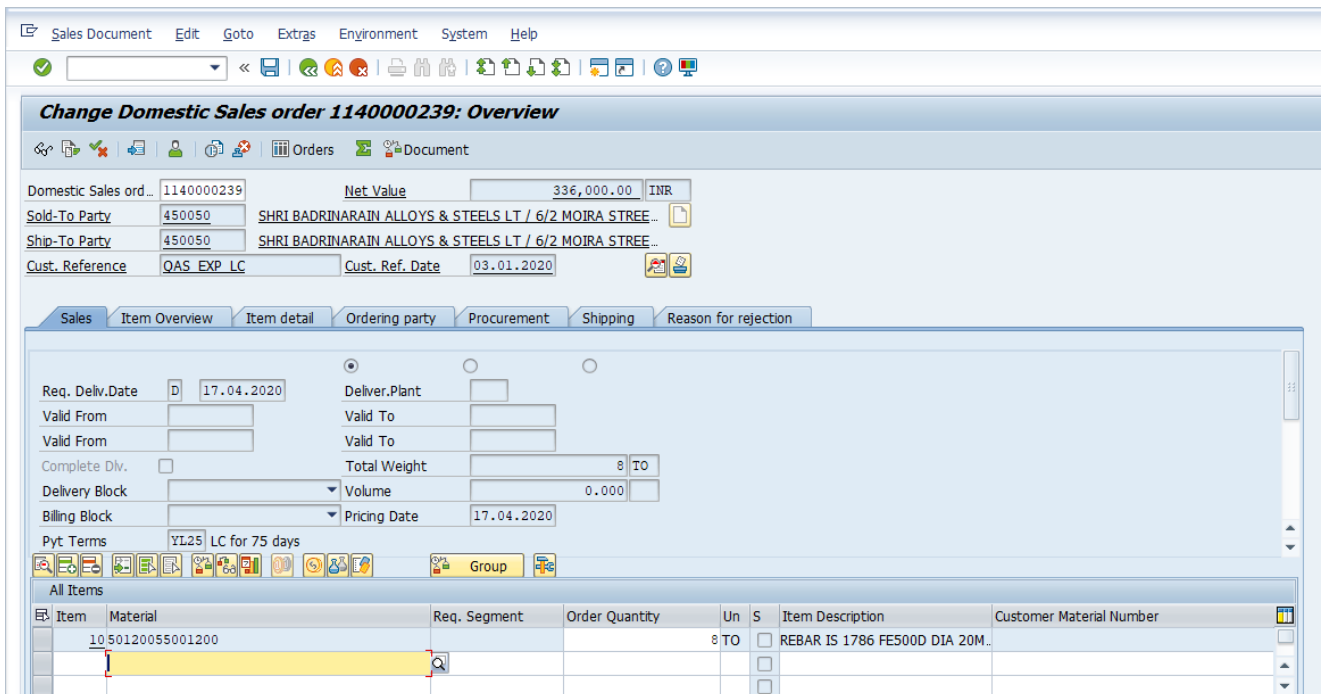 Sales Document Edit Goto Extras Environment System Help
Change Domestic Sales order 1140000239: Overview
Orders Document
Domestic Sales ord... 1140000239 Net Value 336,000.00 INR
Sold-To Party 450050 SHRI BADRINARAIN ALLOYS & STEELS LT / 6/2 MOIRA STREE...
Ship-To Party 450050 SHRI BADRINARAIN ALLOYS & STEELS LT / 6/2 MOIRA STREE...
Cust. Reference QAS EXP LC Cust. Ref. Date 03.01.2020
Sales Item Overview Item detail Ordering party Procurement Shipping Reason for rejection
Req. Deliv.Date D 17.04.2020 Deliver.Plant
Valid From Valid To
Valid From Valid To
Complete Dlv. Total Weight 8 TO
Delivery Block Volume 0.000
Billing Block Pricing Date 17.04.2020
Pyt Terms YL25 LC for 75 days
Group
All Items
Item Material Req. Segment Order Quantity Un S Item Description Customer Material Number
10 50120055001200 8 TO REBAR IS 1786 FE500D DIA 20M...